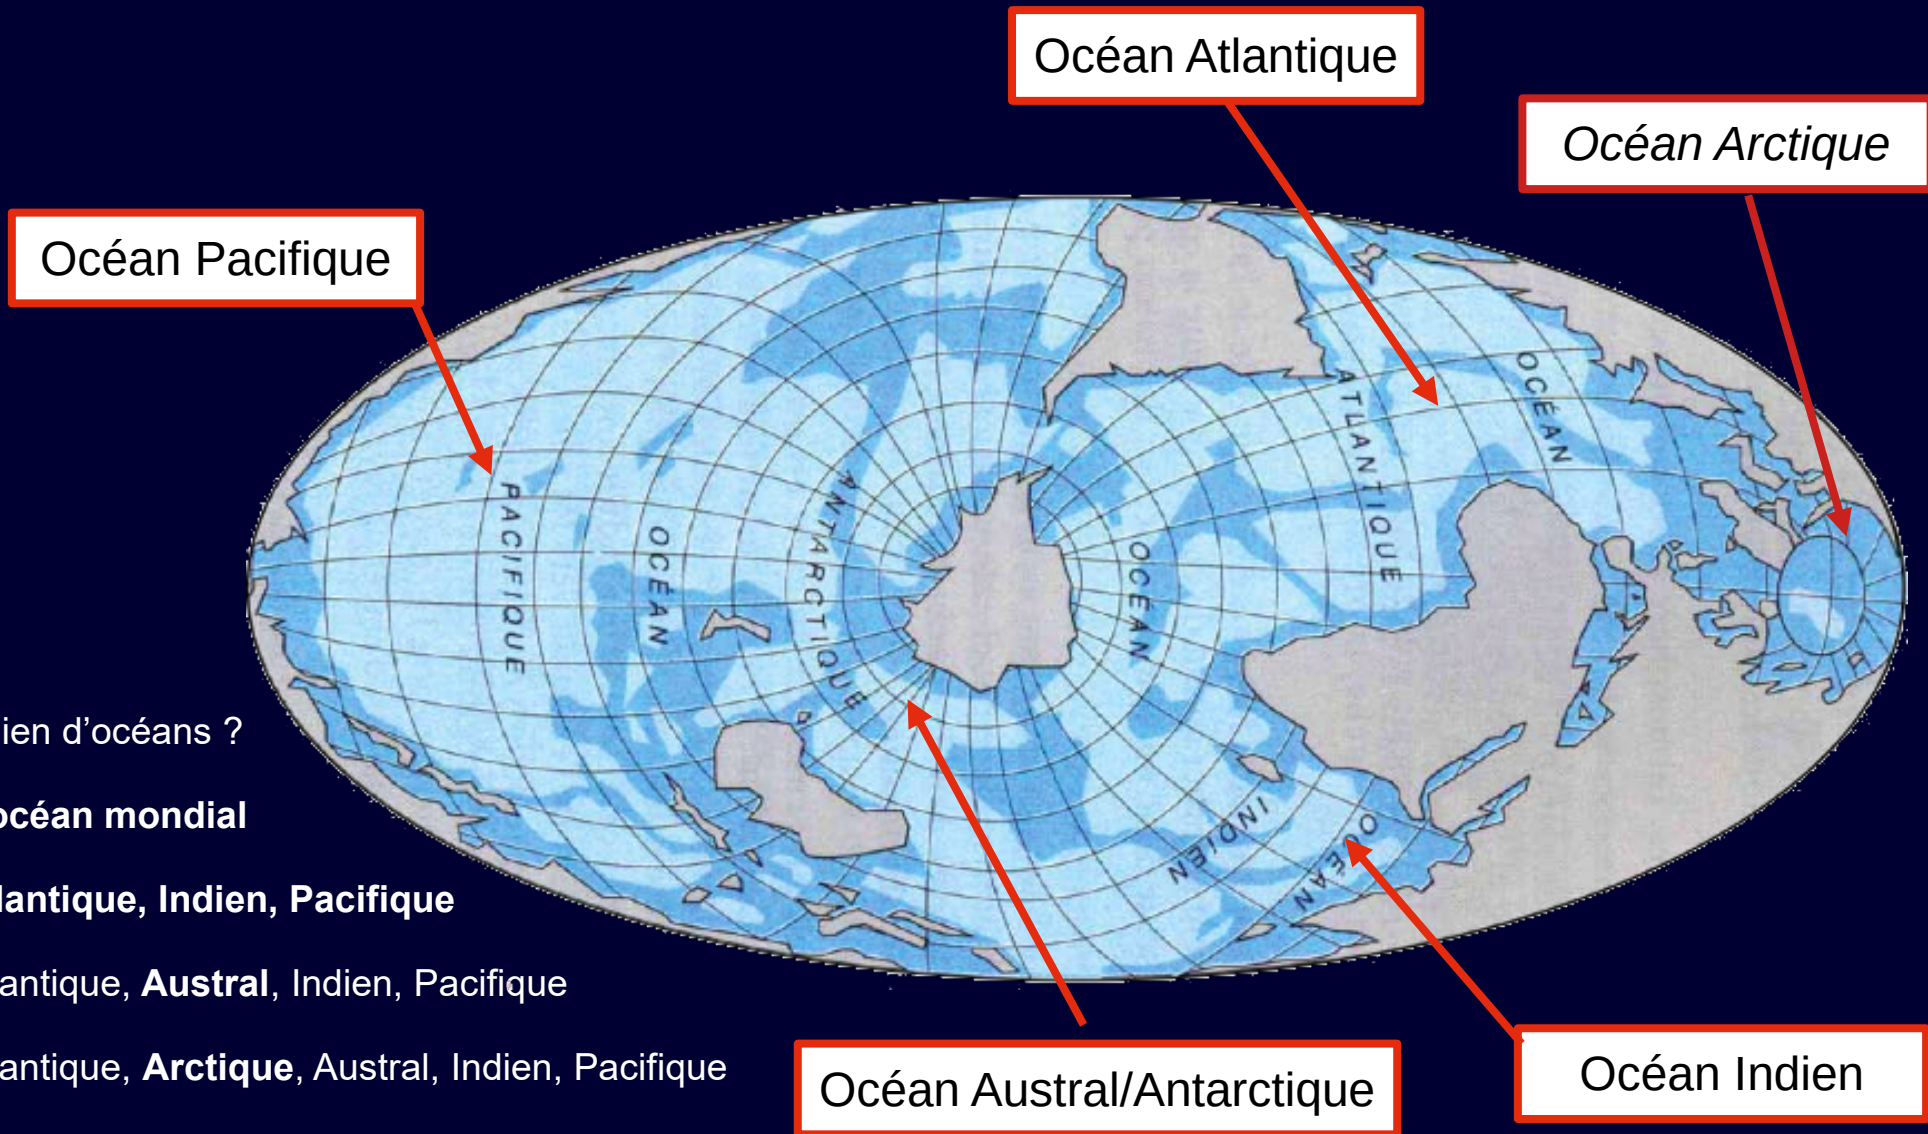 Océan Atlantique
Océan Arctique
Océan Pacifique
OCÉAN
ATLANTIQUE
PACIFIQUE
OCÉAN
ANTARCTIQUE
OCÉAN
INDIEN
OCÉAN
ien d’océans ?
océan mondial
lantique, Indien, Pacifique
antique, Austral, Indien, Pacifique
antique, Arctique, Austral, Indien, Pacifique
Océan Austral/Antarctique
Océan Indien